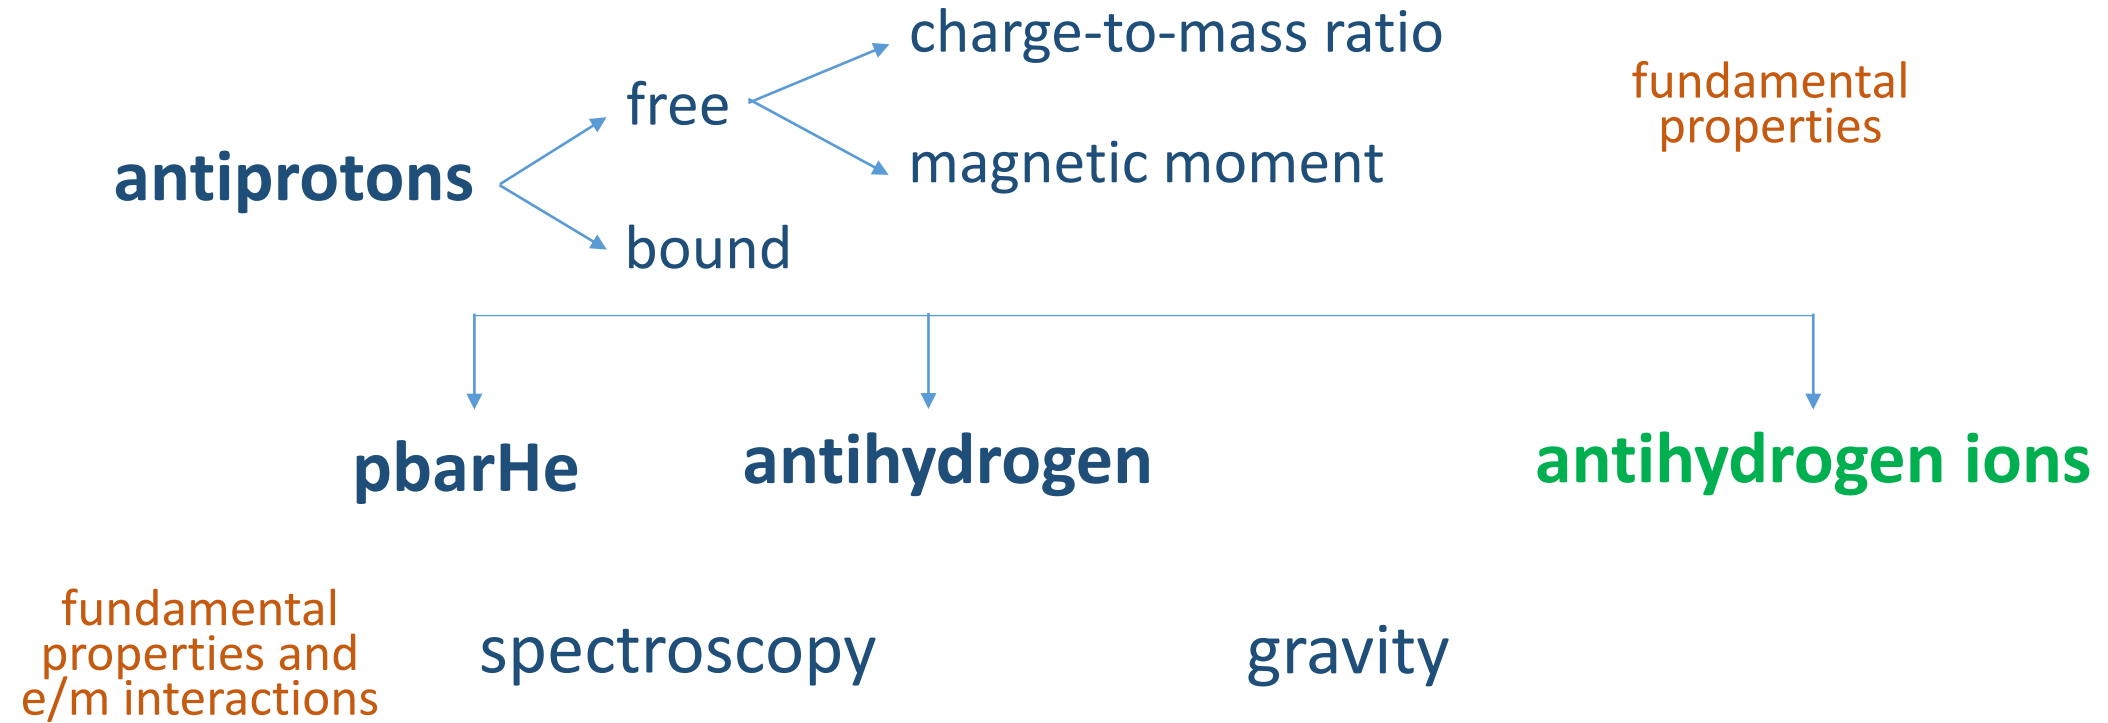 charge-to-mass ratio
free
fundamental
properties
antiprotons
magnetic moment
bound
pbarHe
antihydrogen
antihydrogen ions
fundamental
properties and
e/m interactions
spectroscopy
gravity